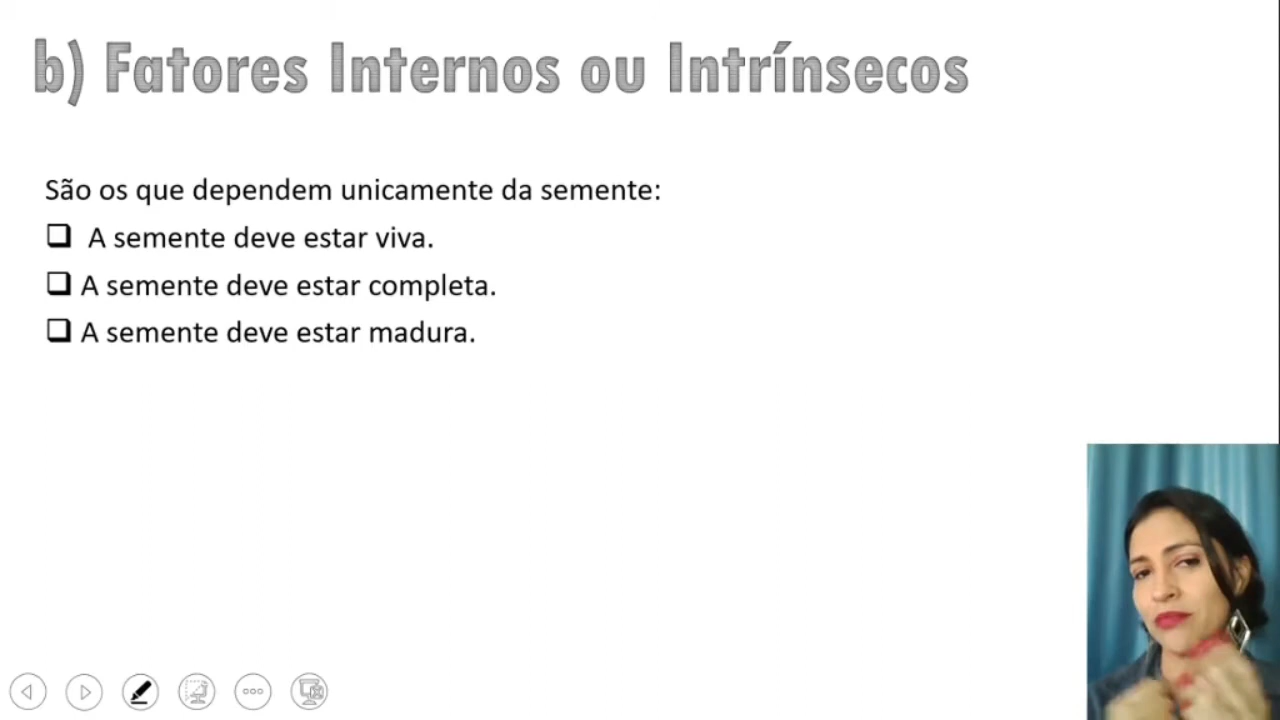 b) Fatores Internos ou Intrínsecos
São os que dependem unicamente da semente:
A semente deve estar viva.
A semente deve estar completa.
A semente deve estar madura.